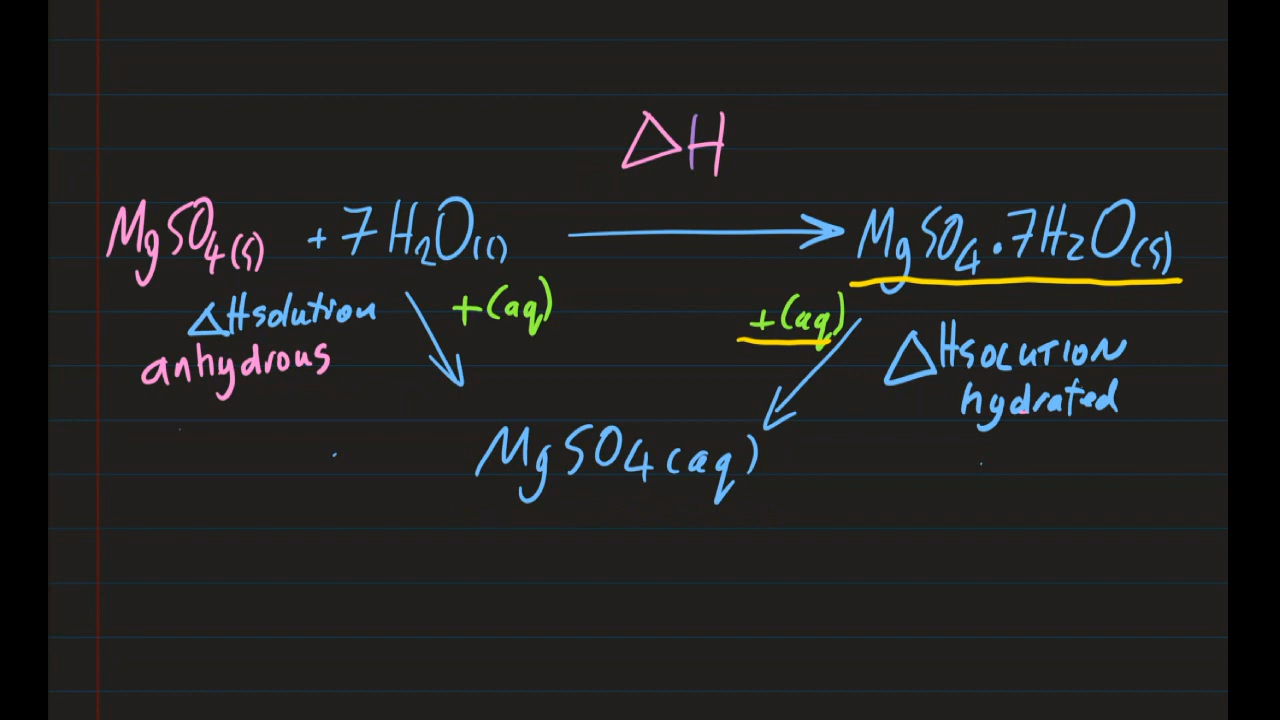 ΔH
MgSO4(s) + 7H2O(l) → MgSO4.7H2O(s)
+(aq) +(aq)
ΔHsolution ΔHSOLUTION
anhydrous hydrated
MgSO4(aq)